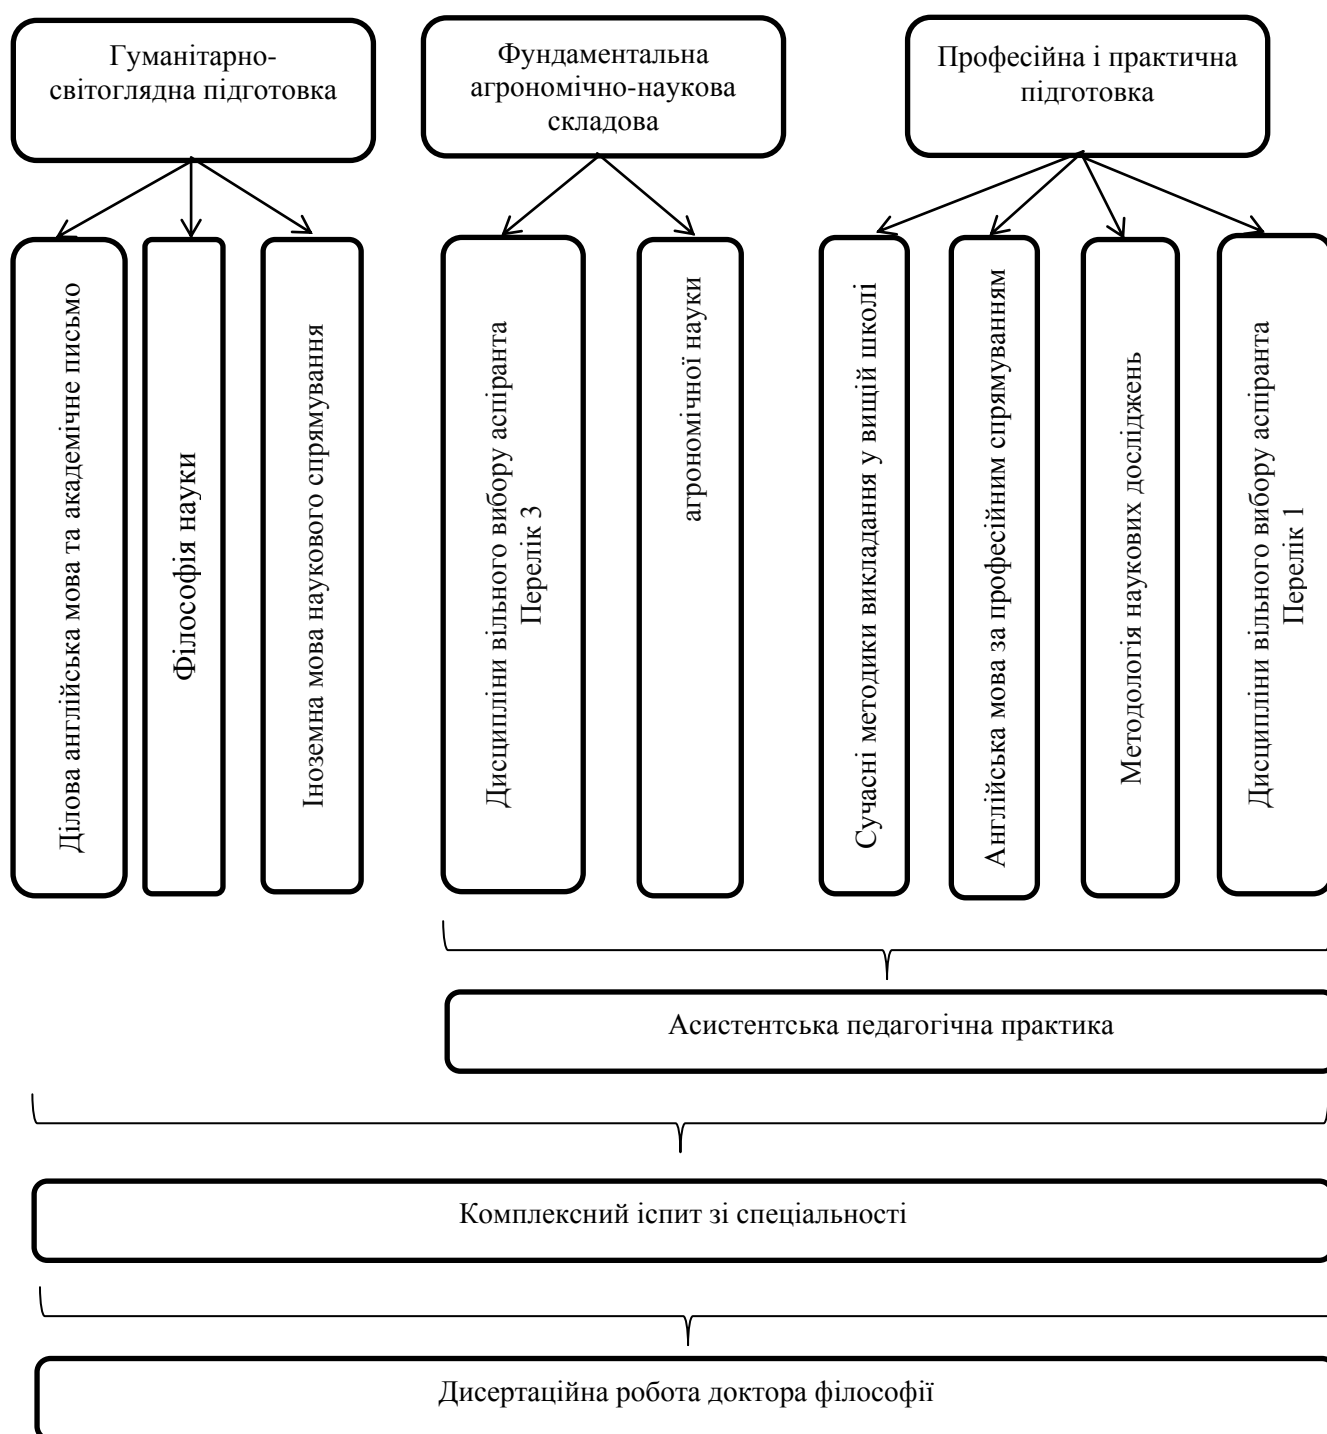 Гуманітарно-
світоглядна підготовка
Фундаментальна
агрономічно-наукова
складова
Професійна і практична
підготовка
Ділова англійська мова та академічне письмо
Філософія науки
Іноземна мова наукового спрямування
Дисципліни вільного вибору аспіранта
Перелік 3
агрономічної науки
Сучасні методики викладання у вищій школі
Англійська мова за професійним спрямуванням
Методологія наукових досліджень
Дисципліни вільного вибору аспіранта
Перелік 1
Асистентська педагогічна практика
Комплексний іспит зі спеціальності
Дисертаційна робота доктора філософії